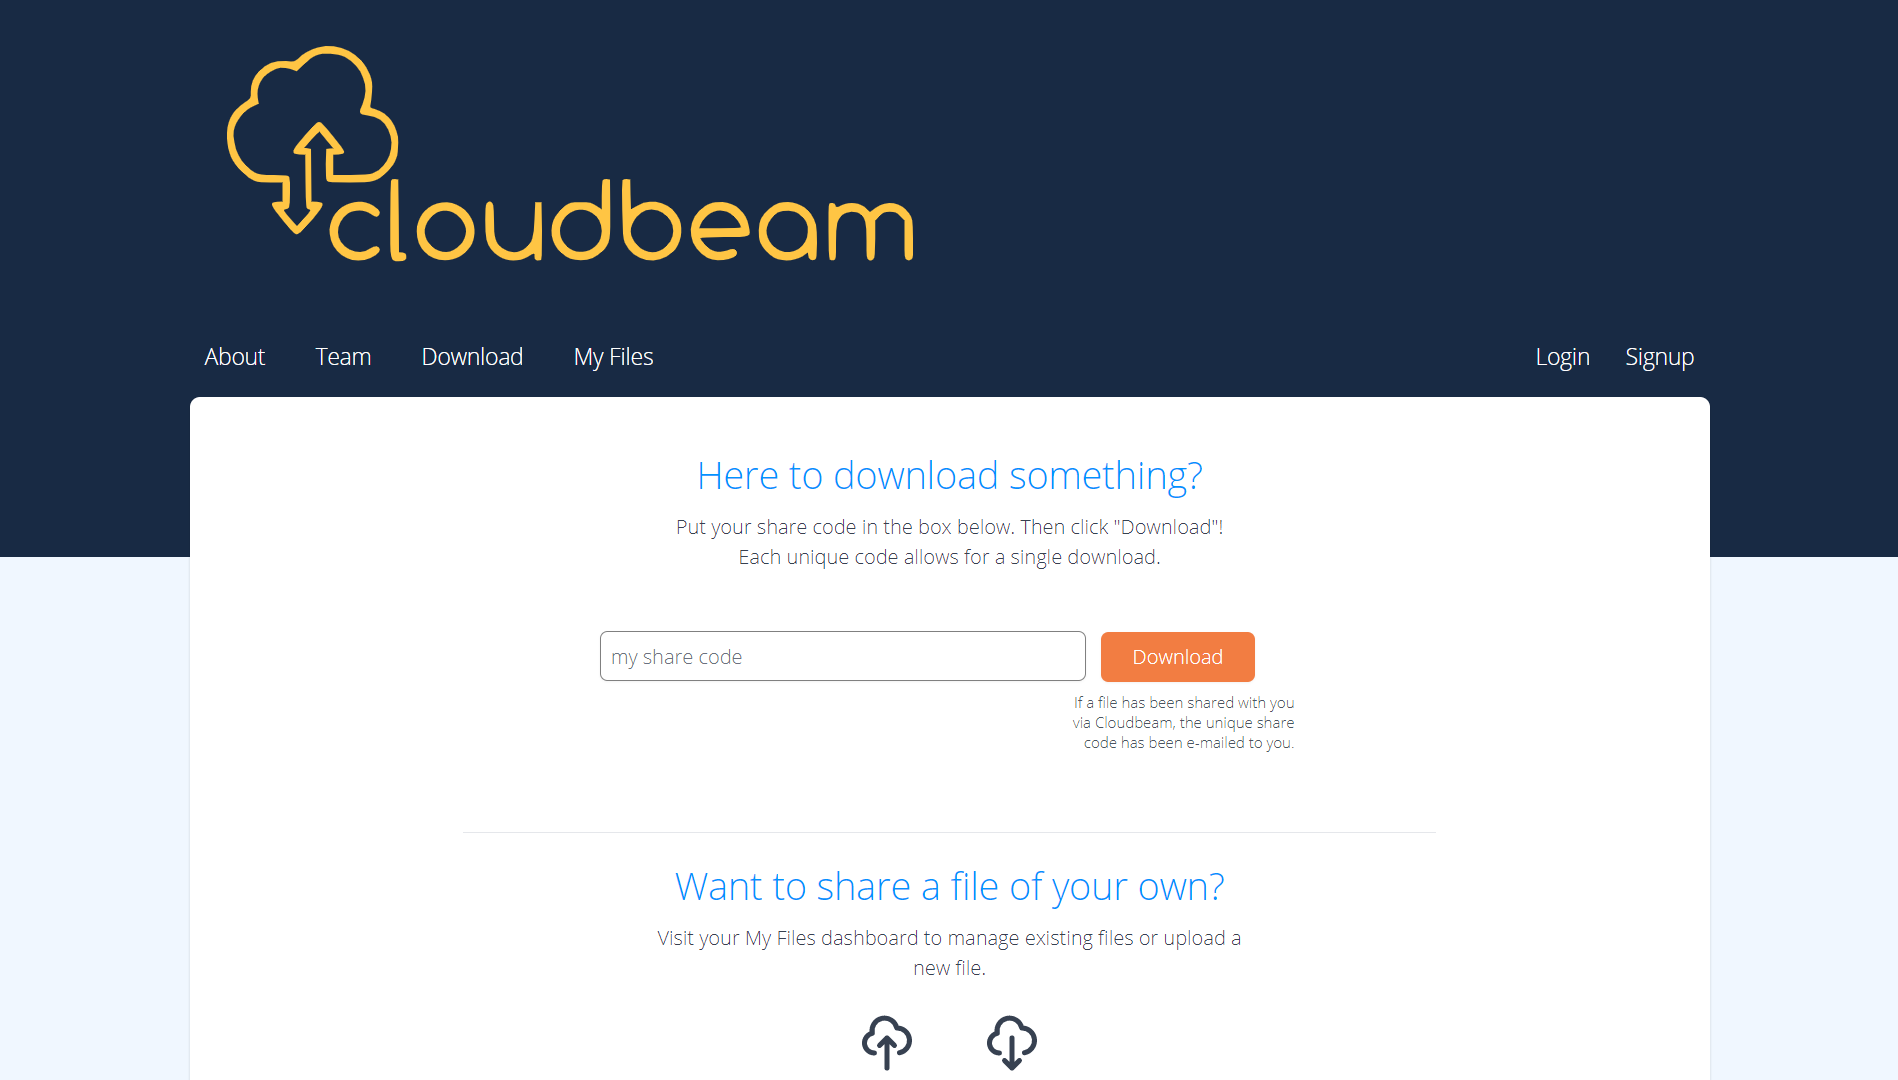 cloudbeam
About Team Download My Files Login Signup
Here to download something?
Put your share code in the box below. Then click "Download"!
Each unique code allows for a single download.
my share code Download
If a file has been shared with you
via Cloudbeam, the unique share
code has been e-mailed to you.
Want to share a file of your own?
Visit your My Files dashboard to manage existing files or upload a
new file.